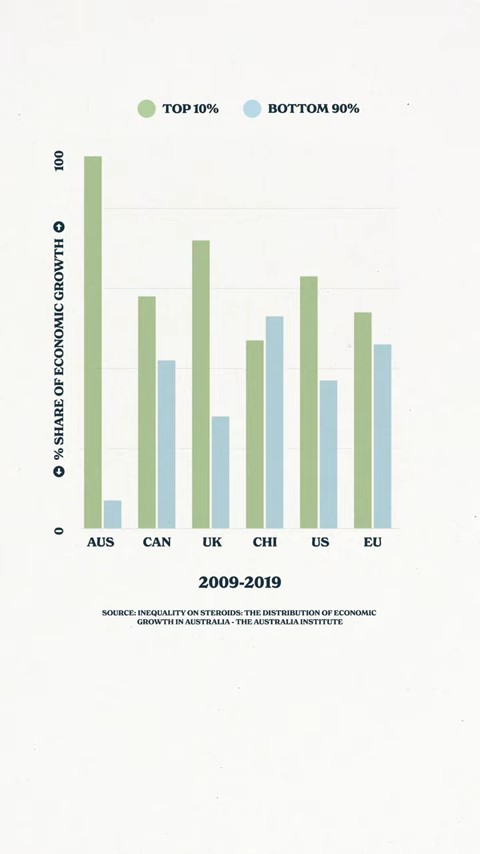 TOP 10%
BOTTOM 90%
100
% SHARE OF ECONOMIC GROWTH
0
AUS
CAN
UK
CHI
US
EU
2009-2019
SOURCE: INEQUALITY ON STEROIDS: THE DISTRIBUTION OF ECONOMIC
GROWTH IN AUSTRALIA - THE AUSTRALIA INSTITUTE